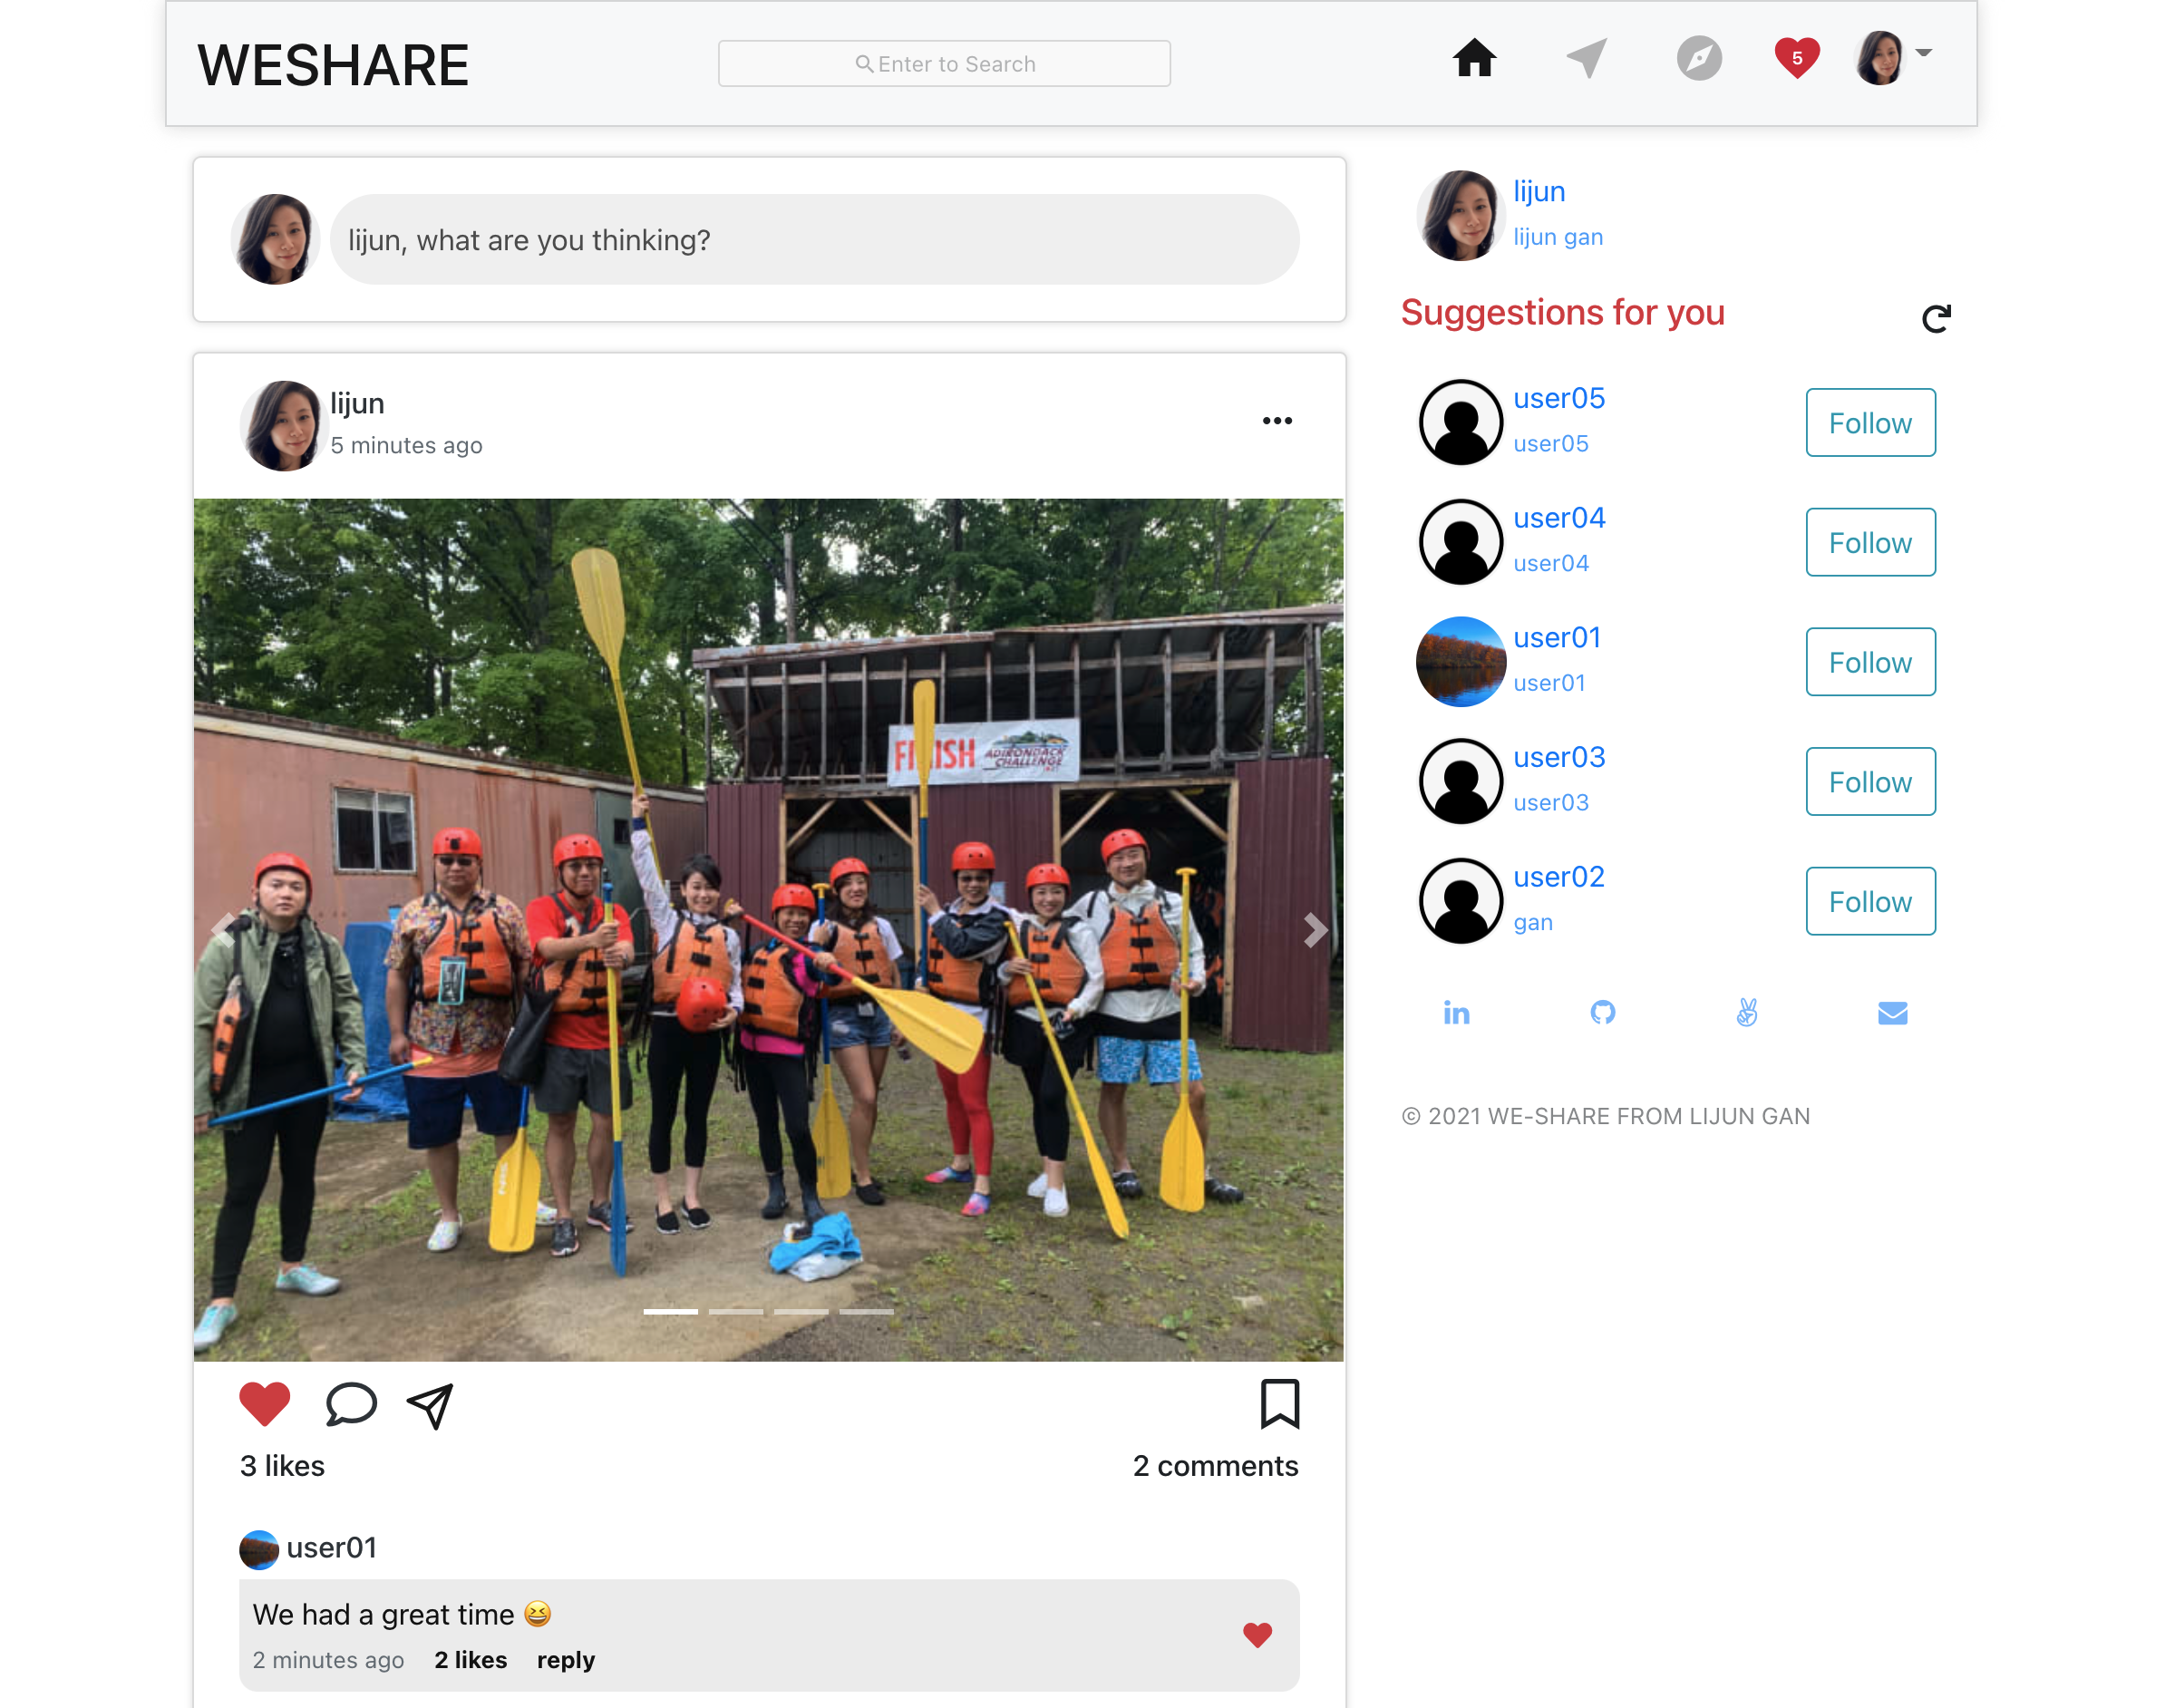 WESHARE
Enter to Search
5
lijun, what are you thinking?
lijun
5 minutes ago
FINISH
ADIRONDACK
CHALLENGE
3 likes
2 comments
user01
We had a great time 😆
2 minutes ago 2 likes reply
lijun
lijun gan
Suggestions for you
user05
user05
Follow
user04
user04
Follow
user01
user01
Follow
user03
user03
Follow
user02
gan
Follow
in
© 2021 WE-SHARE FROM LIJUN GAN